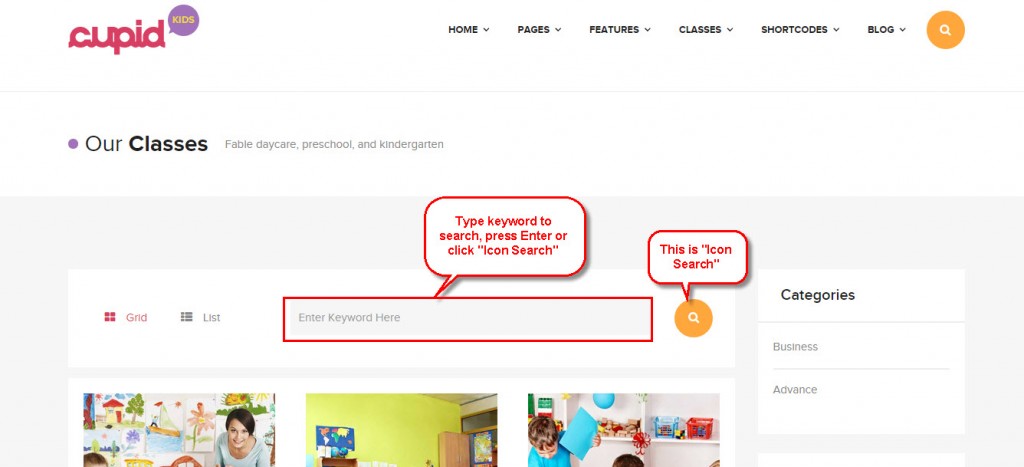 cupid
KIDS
HOME
PAGES
FEATURES
CLASSES
SHORTCODES
BLOG
Our Classes
Fable daycare, preschool, and kindergarten
Type keyword to
search, press Enter or
click "Icon Search"
This is "Icon
Search"
Grid
List
Enter Keyword Here
Categories
Business
Advance